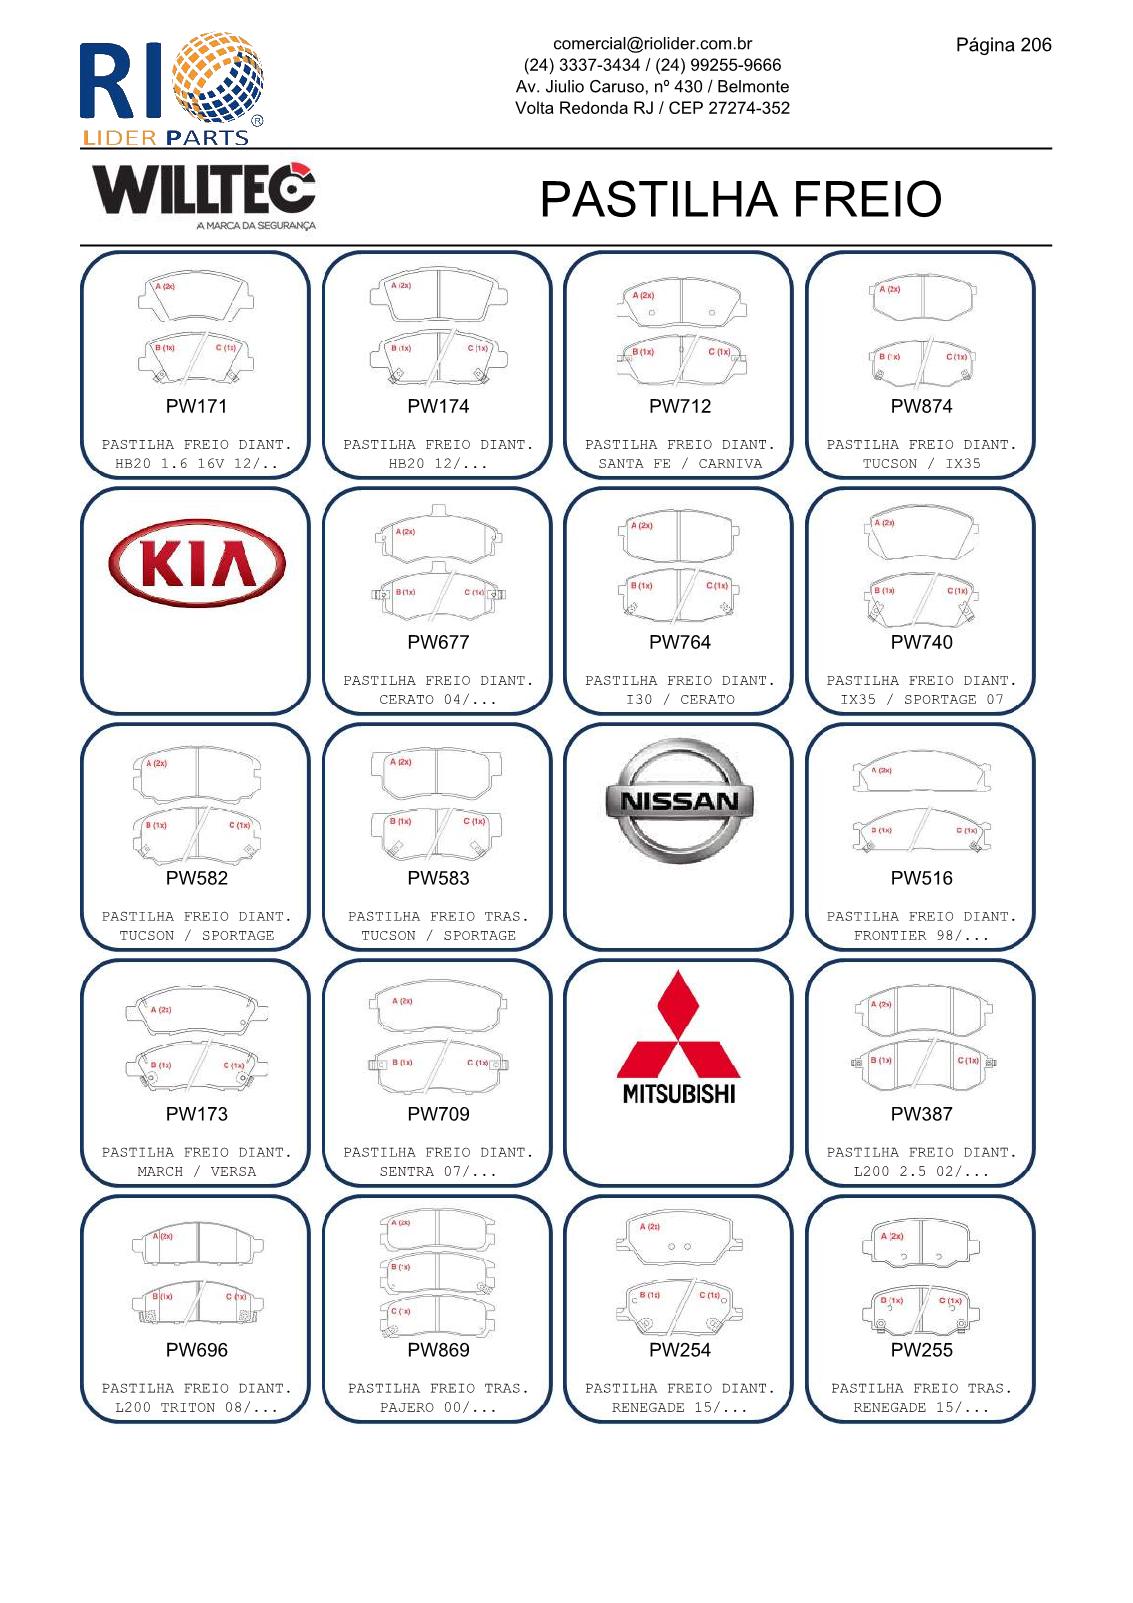 RIO
LIDER PARTS
®
comercial@riolider.com.br
(24) 3337-3434 / (24) 99255-9666
Av. Jiulio Caruso, nº 430 / Belmonte
Volta Redonda RJ / CEP 27274-352
Página 206
WILLTEC
A MARCA DA SEGURANÇA
PASTILHA FREIO
A (2x)
B (1x) C (1x)
PW171
PASTILHA FREIO DIANT.
HB20 1.6 16V 12/..
A (2x)
B (1x) C (1x)
PW174
PASTILHA FREIO DIANT.
HB20 12/...
A (2x)
B (1x) C (1x)
PW712
PASTILHA FREIO DIANT.
SANTA FE / CARNIVA
A (2x)
B (1x) C (1x)
PW874
PASTILHA FREIO DIANT.
TUCSON / IX35
KIA
A (2x)
B (1x) C (1x)
PW677
PASTILHA FREIO DIANT.
CERATO 04/...
A (2x)
B (1x) C (1x)
PW764
PASTILHA FREIO DIANT.
I30 / CERATO
A (2x)
B (1x) C (1x)
PW740
PASTILHA FREIO DIANT.
IX35 / SPORTAGE 07
A (2x)
B (1x) C (1x)
PW582
PASTILHA FREIO DIANT.
TUCSON / SPORTAGE
A (2x)
B (1x) C (1x)
PW583
PASTILHA FREIO TRAS.
TUCSON / SPORTAGE
NISSAN
A (2x)
B (1x) C (1x)
PW516
PASTILHA FREIO DIANT.
FRONTIER 98/...
A (2x)
B (1x) C (1x)
PW173
PASTILHA FREIO DIANT.
MARCH / VERSA
A (2x)
B (1x) C (1x)
PW709
PASTILHA FREIO DIANT.
SENTRA 07/...
MITSUBISHI
A (2x)
B (1x) C (1x)
PW387
PASTILHA FREIO DIANT.
L200 2.5 02/...
A (2x)
B (1x) C (1x)
PW696
PASTILHA FREIO DIANT.
L200 TRITON 08/...
A (2x)
B (1x)
C (1x)
PW869
PASTILHA FREIO TRAS.
PAJERO 00/...
A (2x)
B (1x) C (1x)
PW254
PASTILHA FREIO DIANT.
RENEGADE 15/...
A (2x)
B (1x) C (1x)
PW255
PASTILHA FREIO TRAS.
RENEGADE 15/...